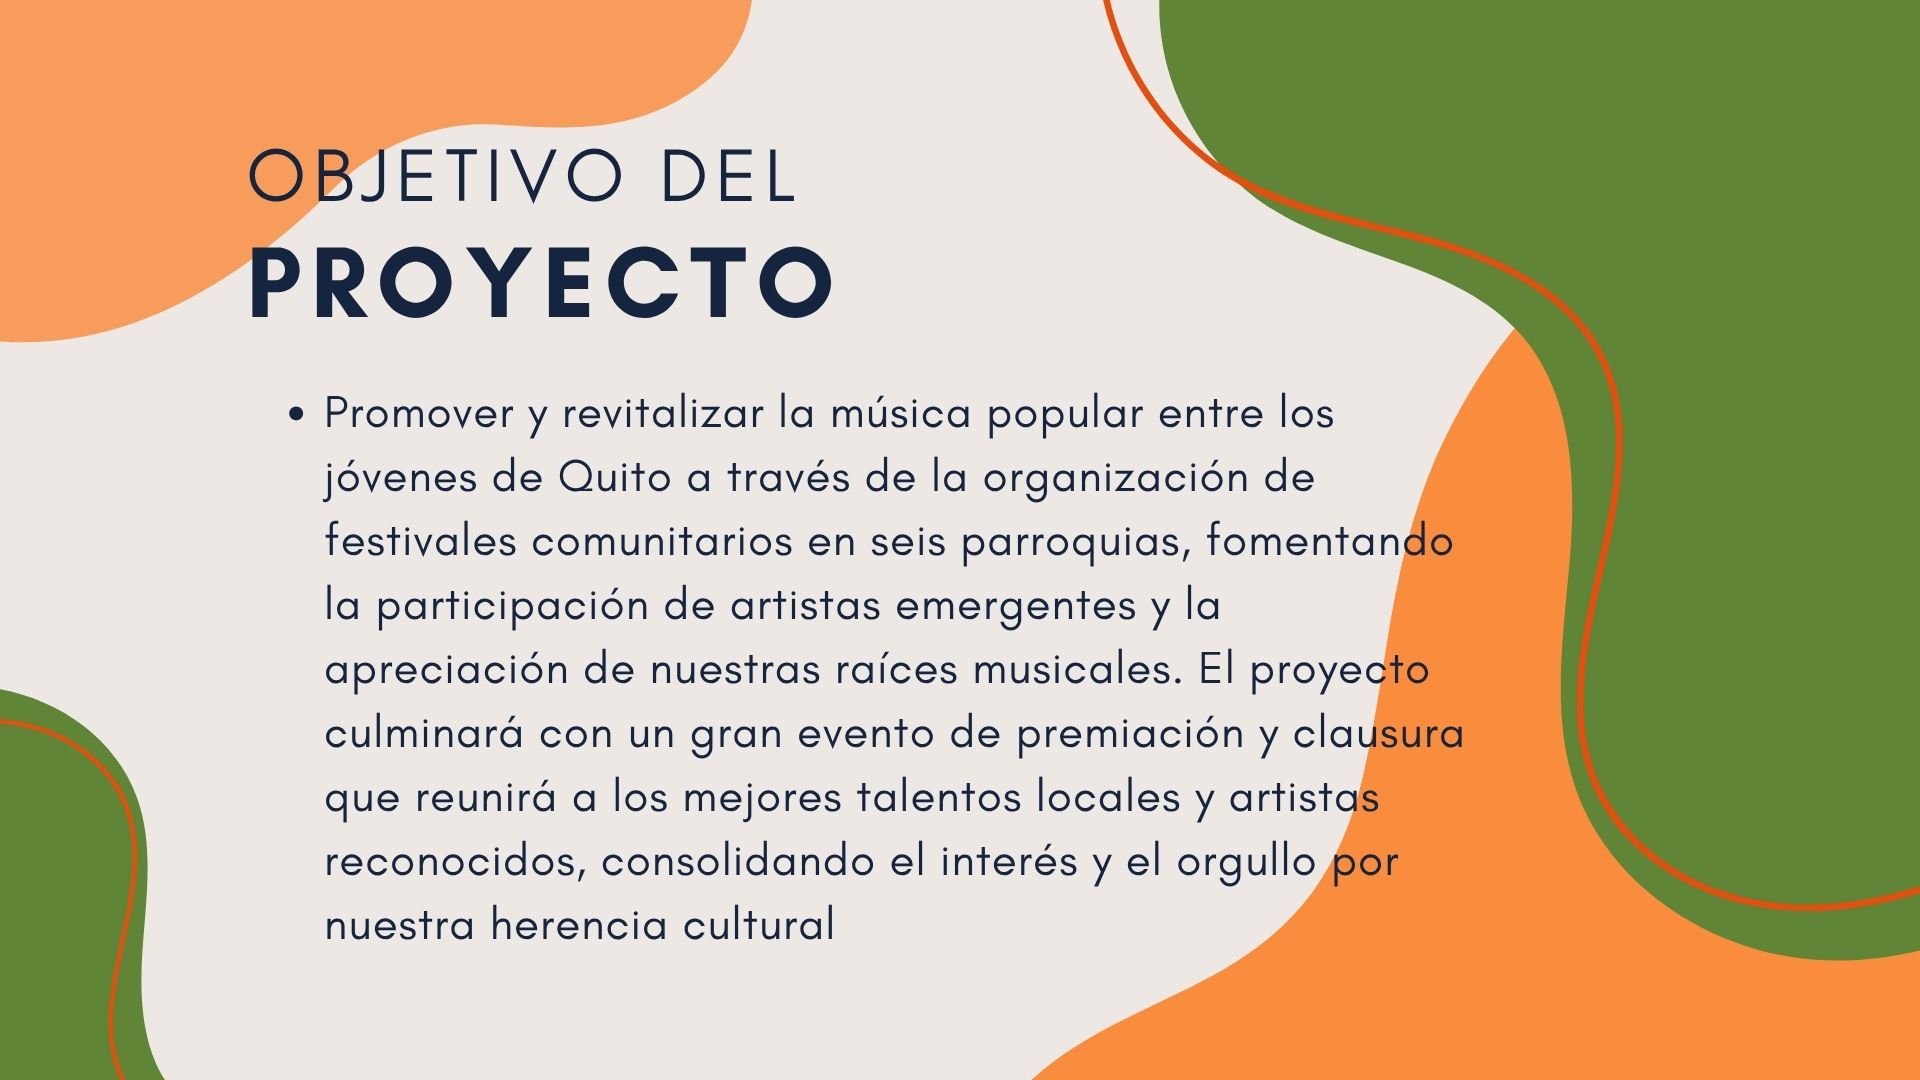 OBJETIVO DEL
PROYECTO
• Promover y revitalizar la música popular entre los
jóvenes de Quito a través de la organización de
festivales comunitarios en seis parroquias, fomentando
la participación de artistas emergentes y la
apreciación de nuestras raíces musicales. El proyecto
culminará con un gran evento de premiación y clausura
que reunirá a los mejores talentos locales y artistas
reconocidos, consolidando el interés y el orgullo por
nuestra herencia cultural